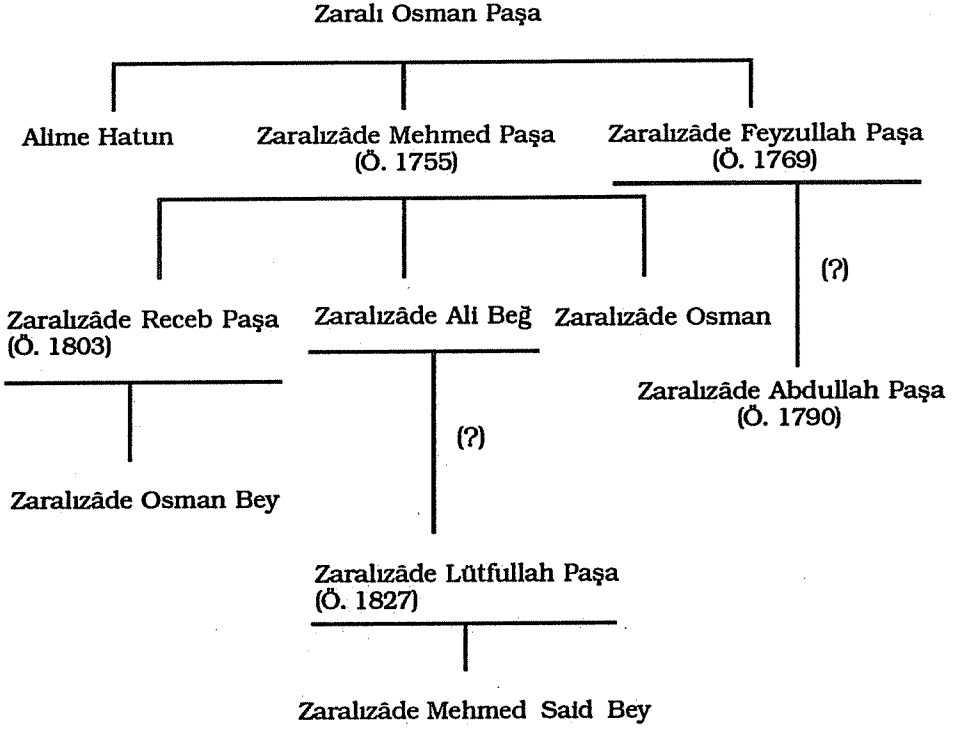 Zaralı Osman Paşa
Alime Hatun
Zaralızâde Mehmed Paşa
(Ö. 1755)
Zaralızâde Feyzullah Paşa
(Ö. 1769)
(?)
Zaralızâde Receb Paşa
(Ö. 1803)
Zaralızâde Ali Beğ
Zaralızâde Osman
Zaralızâde Abdullah Paşa
(Ö. 1790)
(?)
Zaralızâde Osman Bey
Zaralızâde Lütfullah Paşa
(Ö. 1827)
Zaralızâde Mehmed Said Bey